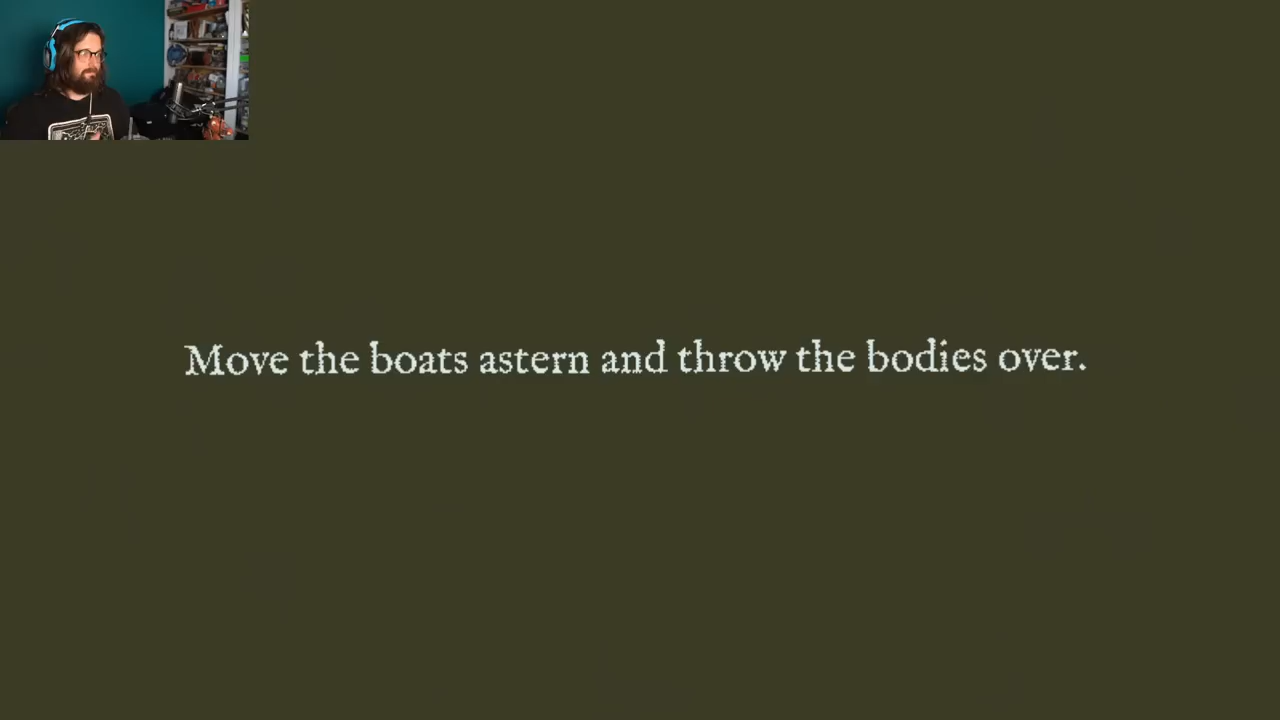 Move the boats astern and throw the bodies over.